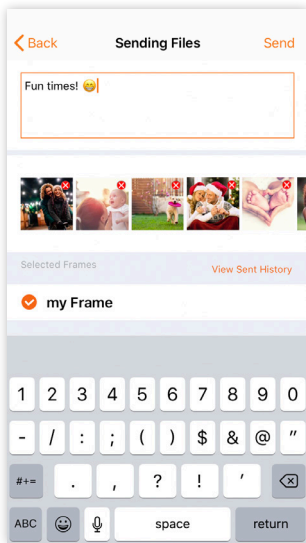 Back Sending Files Send
Fun times! 😁
Selected Frames
View Sent History
my Frame
1 2 3 4 5 6 7 8 9 0
- / : ; ( ) $ & @ "
#+= . , ? ! '
ABC space return